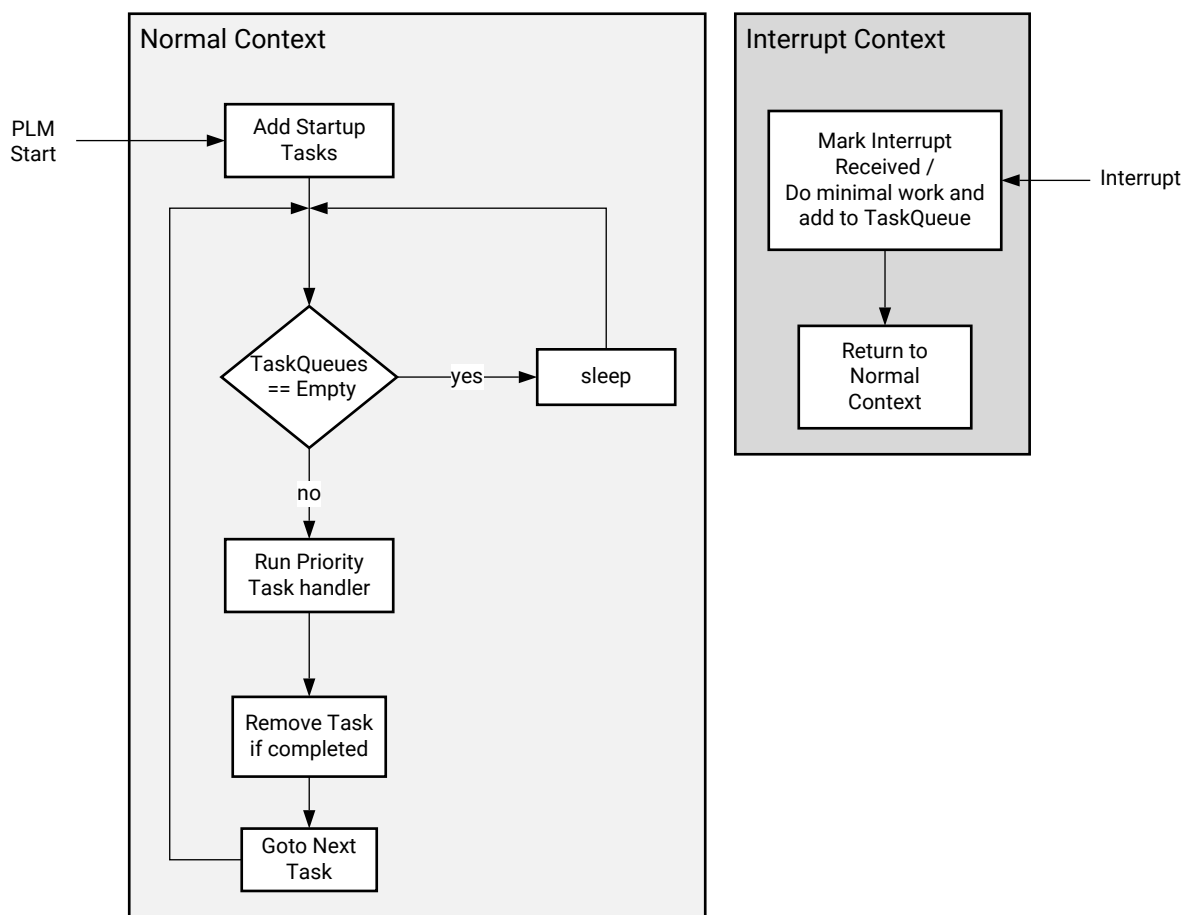 Normal Context
PLM
Start
Add Startup
Tasks
TaskQueues
== Empty
yes
sleep
no
Run Priority
Task handler
Remove Task
if completed
Goto Next
Task
Interrupt Context
Mark Interrupt
Received /
Do minimal work and
add to TaskQueue
Interrupt
Return to
Normal
Context